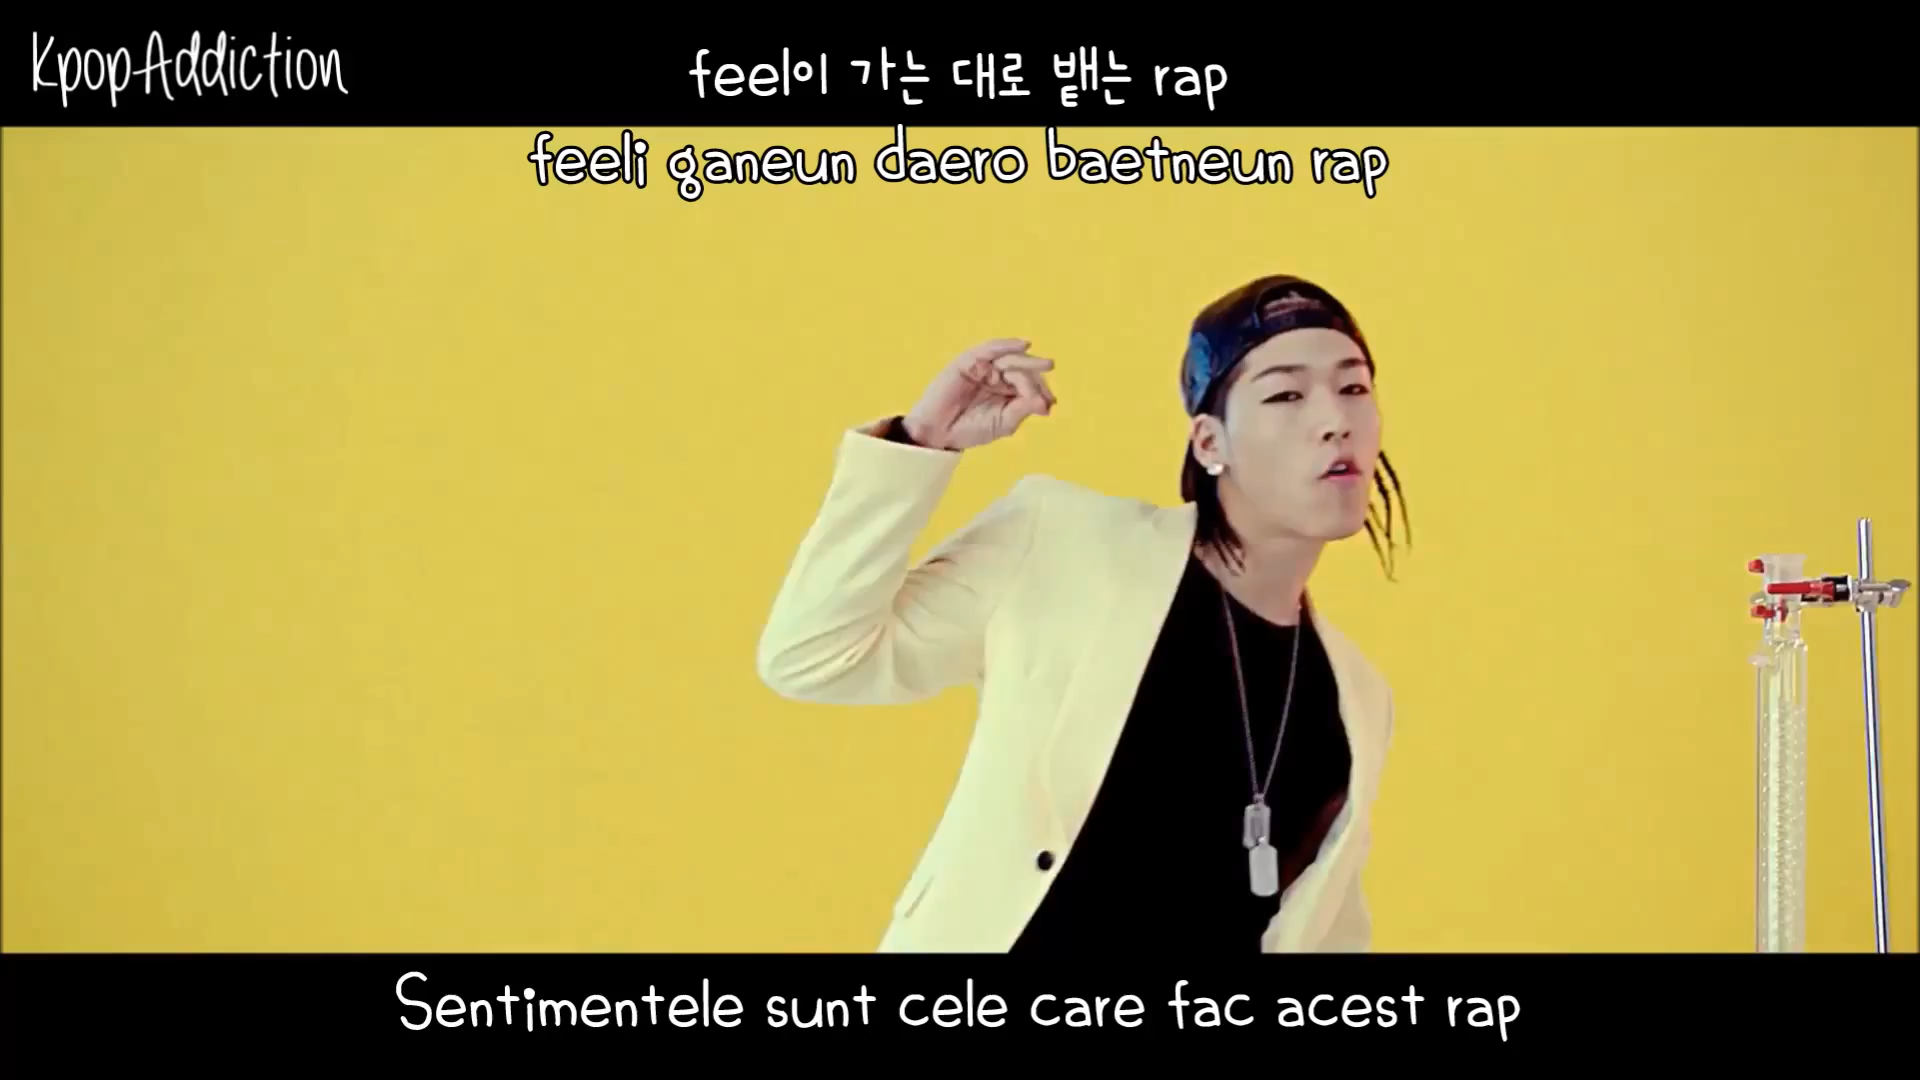 KpopAddiction
feel이 가는 대로 뱉는 rap
feeli ganeun daero baetneun rap
Sentimentele sunt cele care fac acest rap